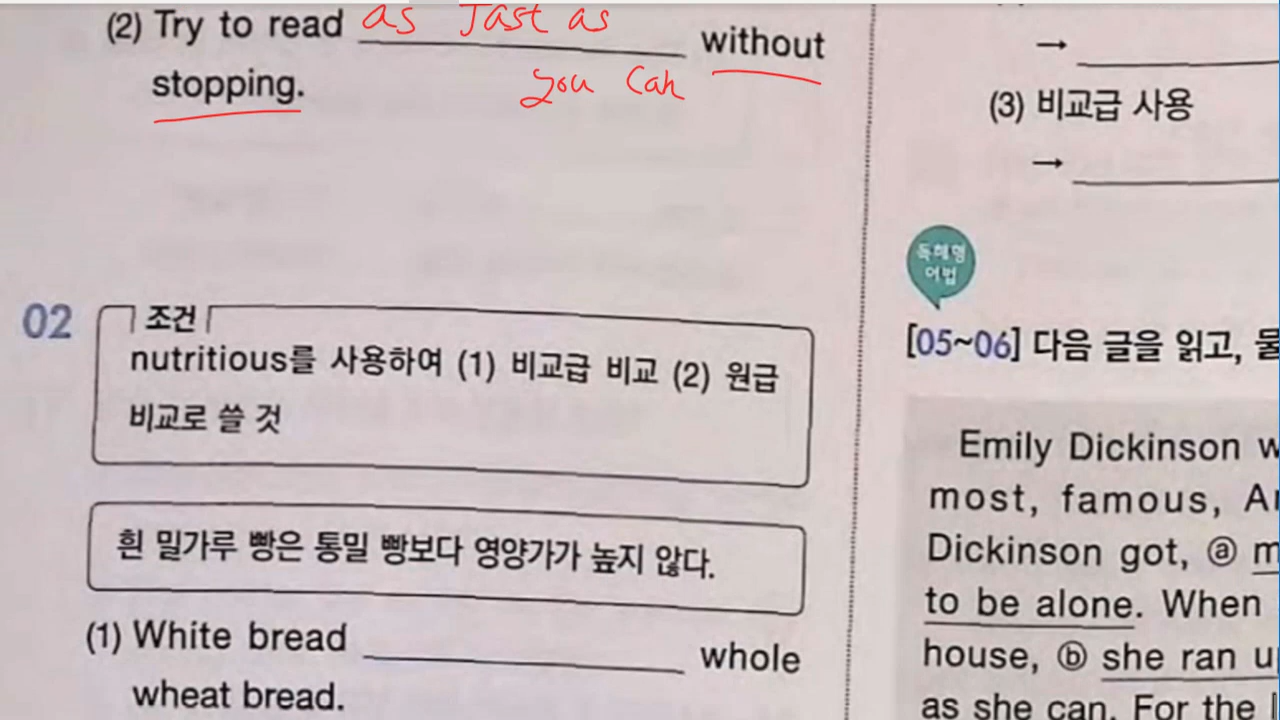 (2) Try to read as fast as without
you can
stopping.
02 조건
nutritious를 사용하여 (1) 비교급 비교 (2) 원급
비교로 쓸 것
흰 밀가루 빵은 통밀 빵보다 영양가가 높지 않다.
(1) White bread whole
wheat bread.
→
(3) 비교급 사용
→
독해형
어법
[05~06] 다음 글을 읽고,
Emily Dickinson
most, famous,
Dickinson got, ⓐ
to be alone. When
house, ⓑ she ran
as she can. For the